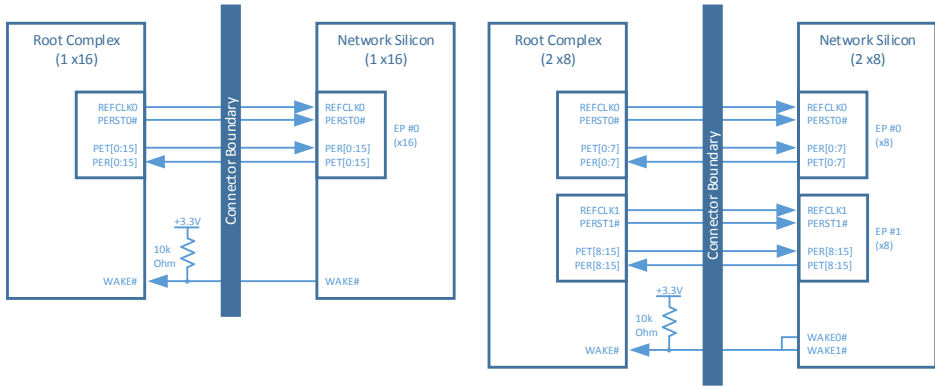 Root Complex
(1 x16)
REFCLK0
PERST0#
PET[0:15]
PER[0:15]
+3.3V
10k
Ohm
WAKE#
Connector Boundary
Network Silicon
(1 x16)
REFCLK0
PERST0#
PER[0:15]
PET[0:15]
EP #0
(x16)
WAKE#
Root Complex
(2 x8)
REFCLK0
PERST0#
PET[0:7]
PER[0:7]
REFCLK1
PERST1#
PET[8:15]
PER[8:15]
+3.3V
10k
Ohm
WAKE#
Connector Boundary
Network Silicon
(2 x8)
REFCLK0
PERST0#
PER[0:7]
PET[0:7]
EP #0
(x8)
REFCLK1
PERST1#
PER[8:15]
PET[8:15]
EP #1
(x8)
WAKE0#
WAKE1#